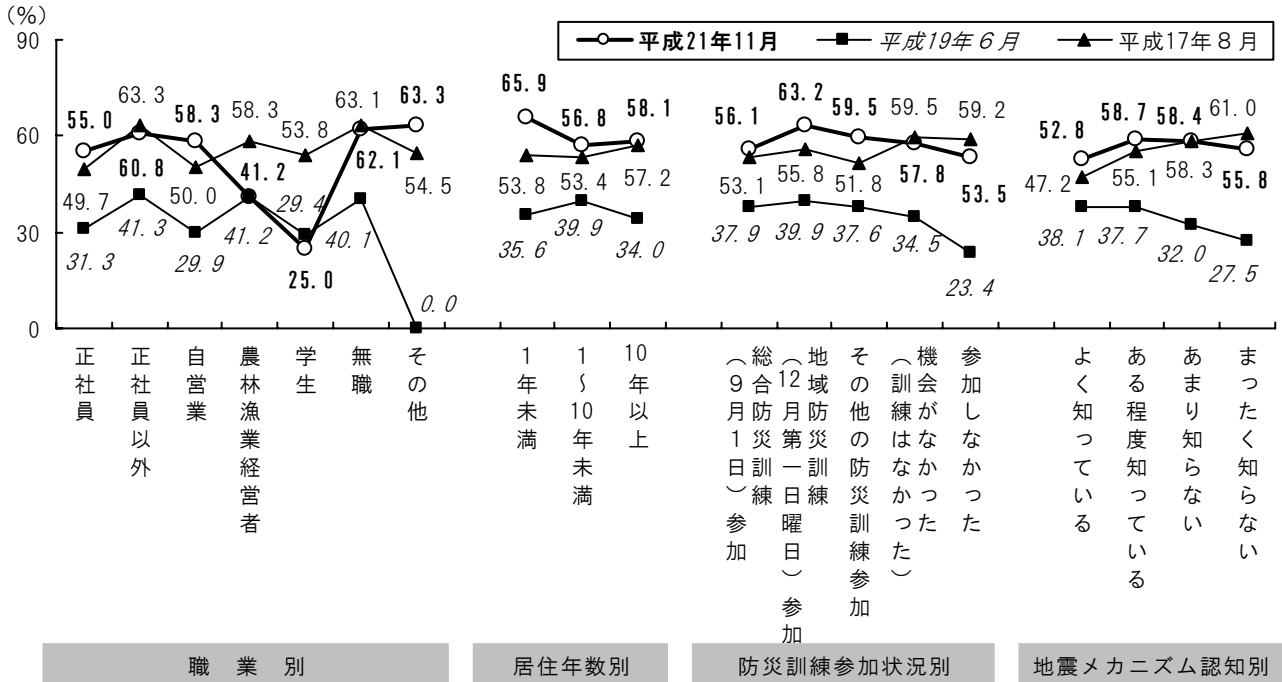 (%)
90
60
30
0
平成21年11月
平成19年6月
平成17年8月
55.0
63.3
58.3
58.3
53.8
63.1
63.3
60.8
41.2
62.1
54.5
49.7
50.0
29.4
31.3
41.3
29.9
41.2
25.0
40.1
0.0
65.9
56.8
58.1
53.8
53.4
57.2
35.6
39.9
34.0
56.1
63.2
59.5
59.5
59.2
53.1
55.8
51.8
57.8
53.5
37.9
39.9
37.6
34.5
23.4
52.8
58.7
58.4
61.0
47.2
55.1
58.3
55.8
38.1
37.7
32.0
27.5
正社員
正社員以外
自営業
農林漁業経営者
学生
無職
その他
1年未満
1～10年未満
10年以上
総合防災訓練
(9月1日)参加
地域防災訓練
(12月第一日曜日)参加
その他の防災訓練参加
機会がなかった
(訓練はなかった)
参加しなかった
よく知っている
ある程度知っている
あまり知らない
まったく知らない
職業別
居住年数別
防災訓練参加状況別
地震メカニズム認知別